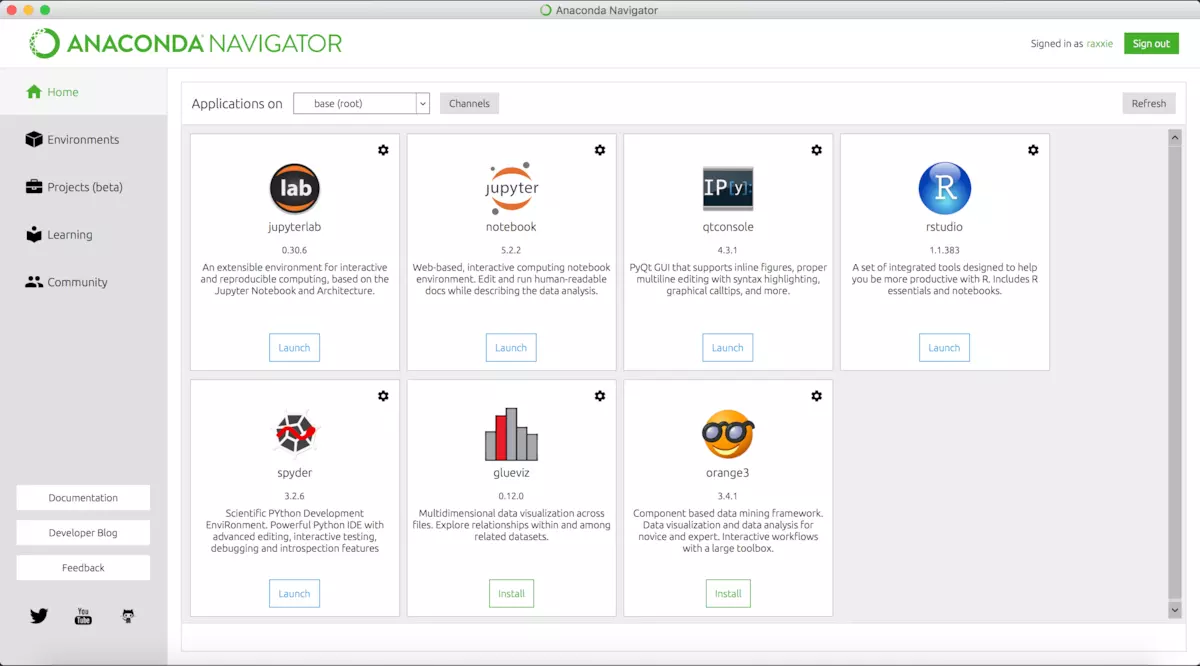 Anaconda Navigator
ANACONDA NAVIGATOR
Signed in as raxxie
Sign out
Home
Environments
Projects (beta)
Learning
Community
Documentation
Developer Blog
Feedback
You
Tube
Applications on
base (root)
Channels
Refresh
lab
jupyterlab
0.30.6
An extensible environment for interactive
and reproducible computing, based on the
Jupyter Notebook and Architecture.
Launch
jupyter
notebook
5.2.2
Web-based, interactive computing notebook
environment. Edit and run human-readable
docs while describing the data analysis.
Launch
IP[y]:
qtconsole
4.3.1
PyQt GUI that supports inline figures, proper
multiline editing with syntax highlighting,
graphical calltips, and more.
Launch
R
rstudio
1.1.383
A set of integrated tools designed to help
you be more productive with R. Includes R
essentials and notebooks.
Launch
spyder
3.2.6
Scientific PYthon Development
EnviRonment. Powerful Python IDE with
advanced editing, interactive testing,
debugging and introspection features
Launch
glueviz
0.12.0
Multidimensional data visualization across
files. Explore relationships within and among
related datasets.
Install
orange3
3.4.1
Component based data mining framework.
Data visualization and data analysis for
novice and expert. Interactive workflows
with a large toolbox.
Install